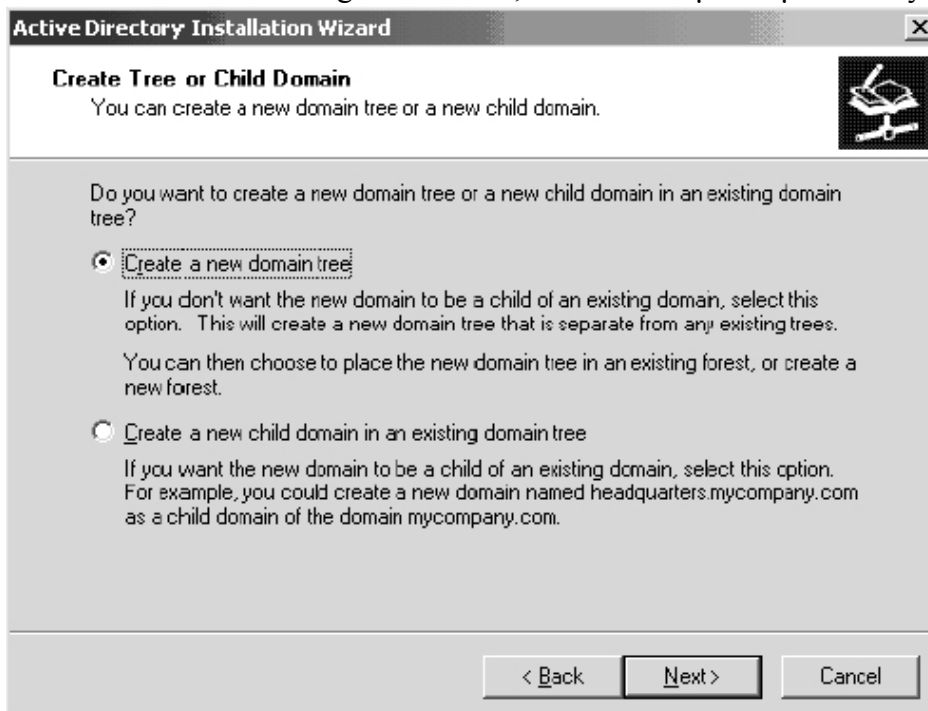 Active Directory Installation Wizard
Create Tree or Child Domain
You can create a new domain tree or a new child domain.
Do you want to create a new domain tree or a new child domain in an existing domain
tree?
Create a new domain tree
If you don't want the new domain to be a child of an existing domain, select this
option. This will create a new domain tree that is separate from any existing trees.
You can then choose to place the new domain tree in an existing forest, or create a
new forest.
Create a new child domain in an existing domain tree
If you want the new domain to be a child of an existing domain, select this option.
For example, you could create a new domain named headquarters.mycompany.com
as a child domain of the domain mycompany.com.
< Back Next > Cancel